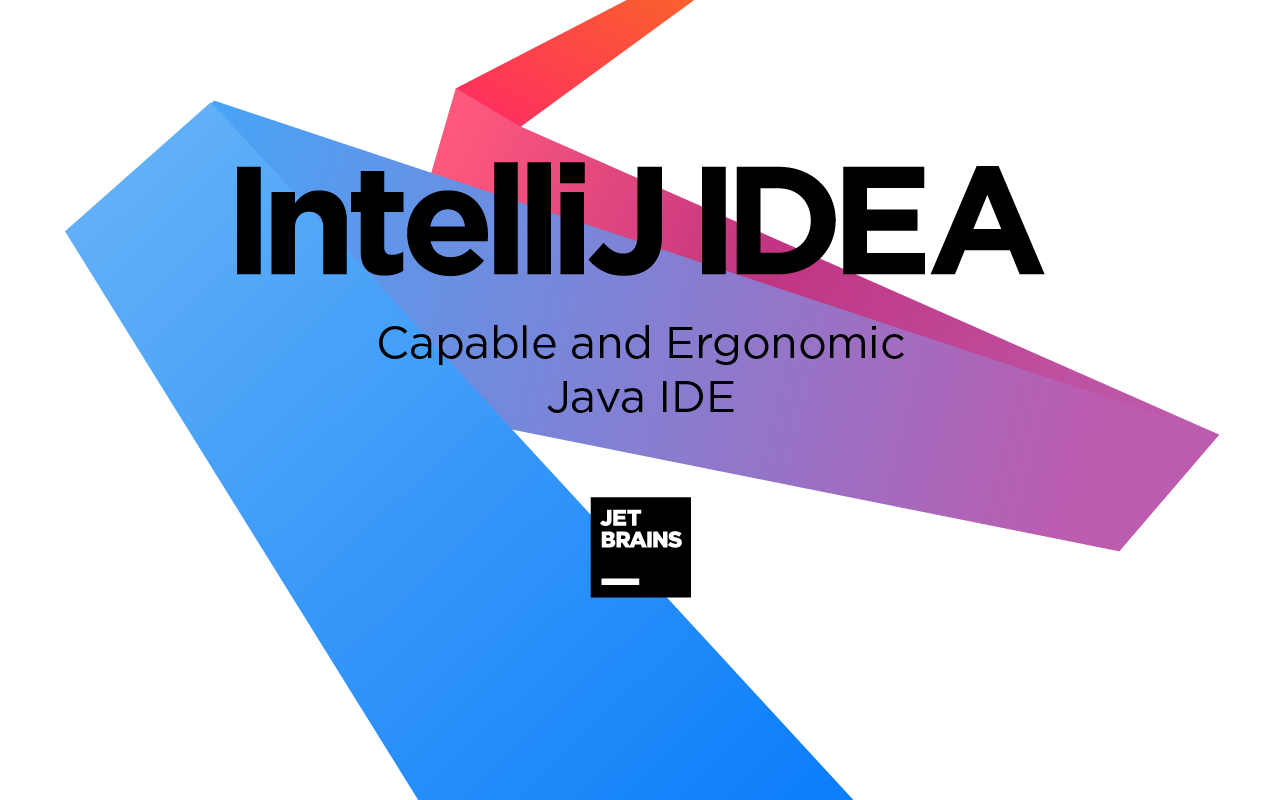 IntelliJ IDEA
Capable and Ergonomic
Java IDE
JET
BRAINS